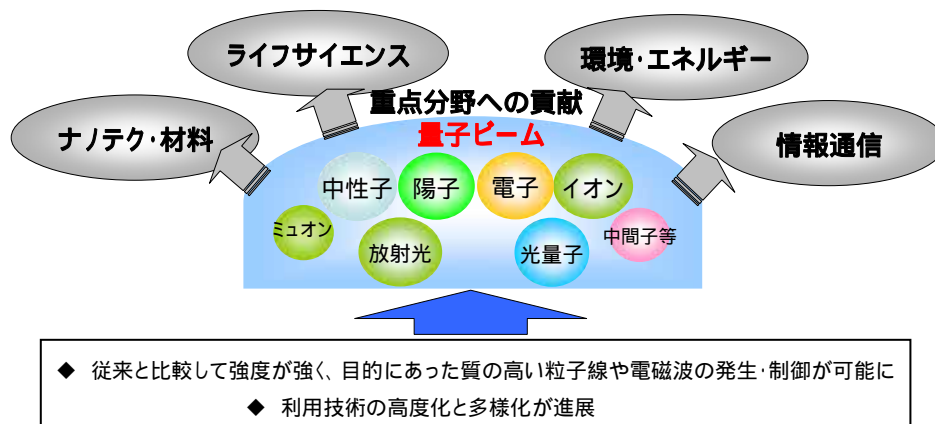 ライフサイエンス
環境・エネルギー
重点分野への貢献
ナノテク・材料
量子ビーム
情報通信
中性子
陽子
電子
イオン
ミュオン
放射光
光量子
中間子等
◆ 従来と比較して強度が強く、目的にあった質の高い粒子線や電磁波の発生・制御が可能に
◆ 利用技術の高度化と多様化が進展